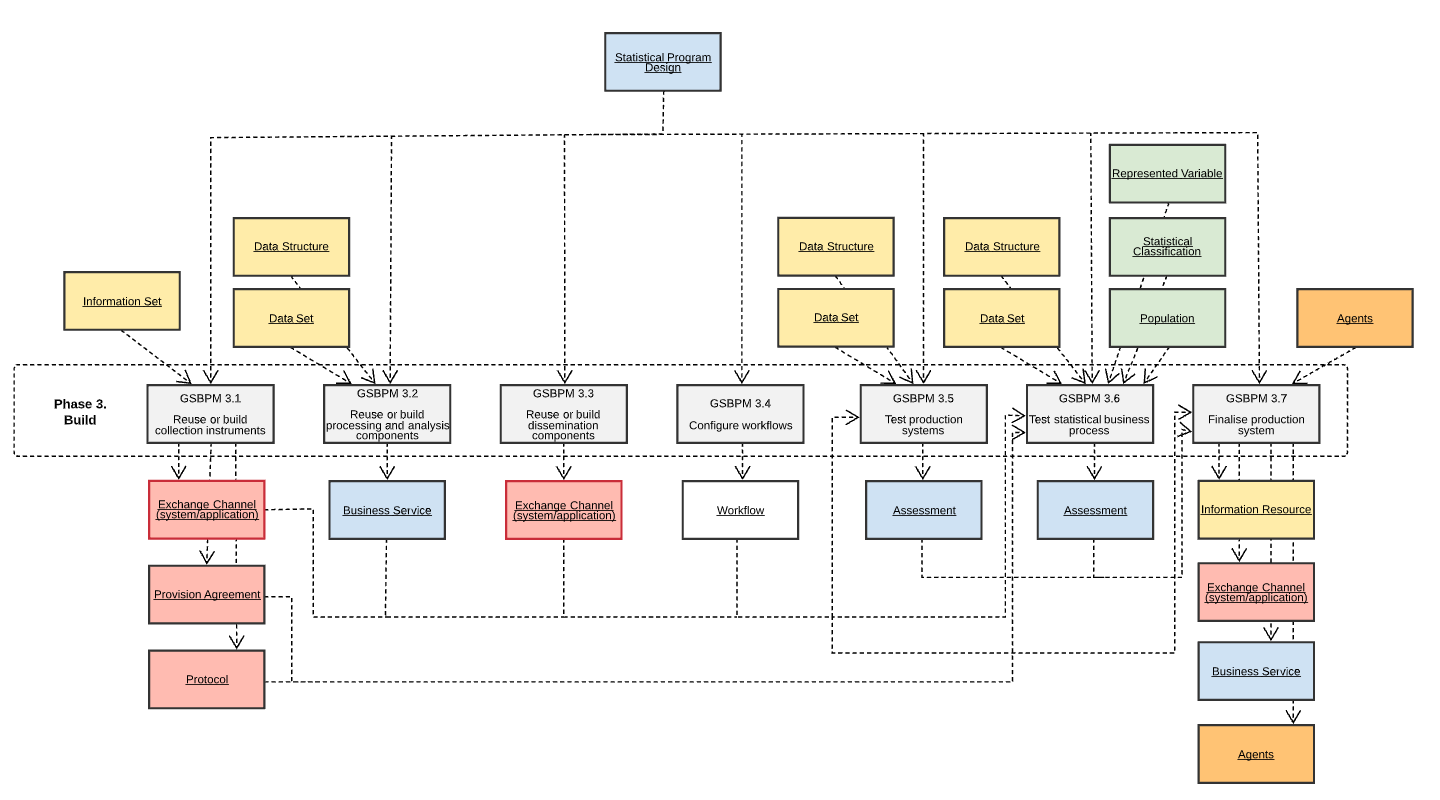 Statistical Program
Design
Represented Variable
Data Structure
Data Structure
Data Structure
Statistical
Classification
Information Set
Data Set
Data Set
Data Set
Population
Agents
Phase 3.
Build
GSBPM 3.1
Reuse or build
collection instruments
GSBPM 3.2
Reuse or build
processing and analysis
components
GSBPM 3.3
Reuse or build
dissemination
components
GSBPM 3.4
Configure workflows
GSBPM 3.5
Test production
systems
GSBPM 3.6
Test statistical business
process
GSBPM 3.7
Finalise production
system
Exchange Channel
(system/application)
Business Service
Exchange Channel
(system/application)
Workflow
Assessment
Assessment
Information Resource
Provision Agreement
Exchange Channel
(system/application)
Protocol
Business Service
Agents